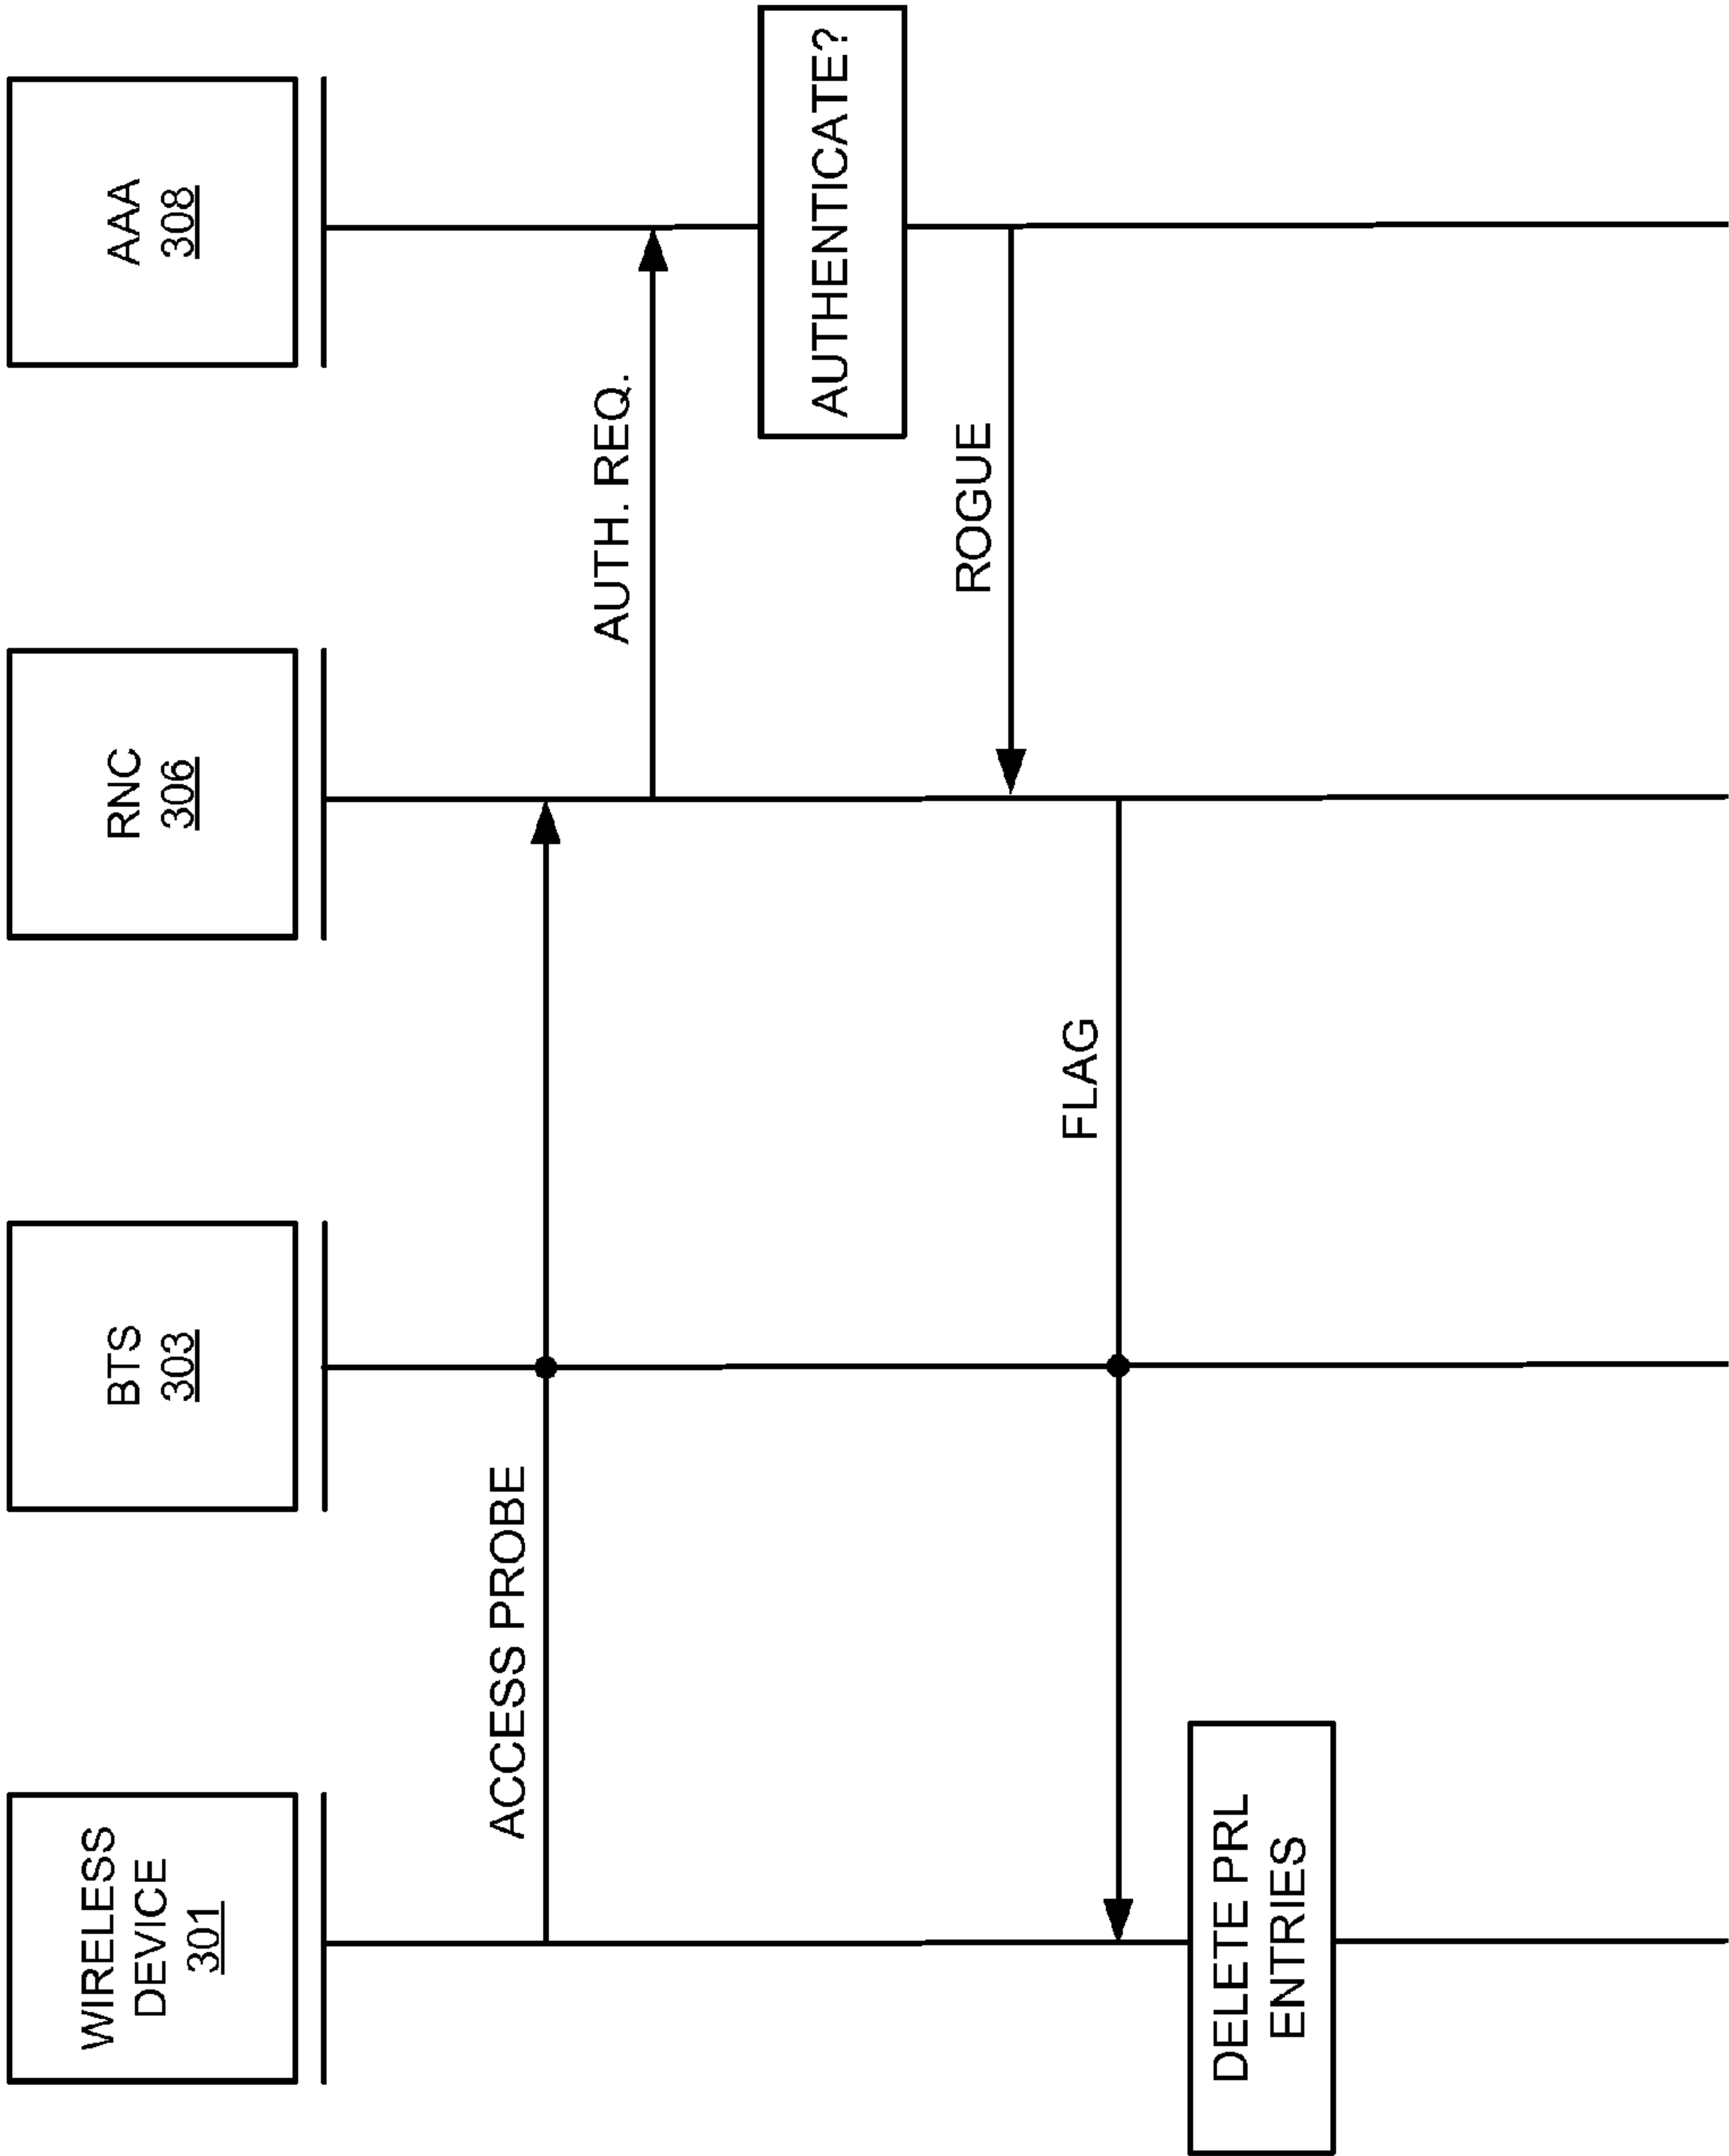 WIRELESS
DEVICE
301
BTS
303
RNC
306
AAA
308
ACCESS PROBE
AUTH. REQ.
AUTHENTICATE?
ROGUE
FLAG
DELETE PRL
ENTRIES